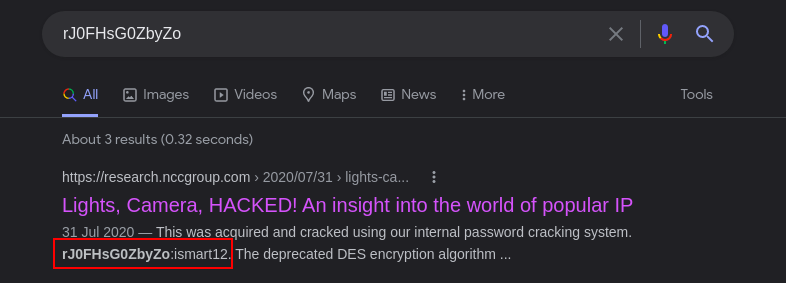 rJ0FHsG0ZbyZo
All Images Videos Maps News More Tools
About 3 results (0.32 seconds)
https://research.nccgroup.com › 2020/07/31 › lights-ca...
Lights, Camera, HACKED! An insight into the world of popular IP
31 Jul 2020 — This was acquired and cracked using our internal password cracking system.
rJ0FHsG0ZbyZo:ismart12. The deprecated DES encryption algorithm ...